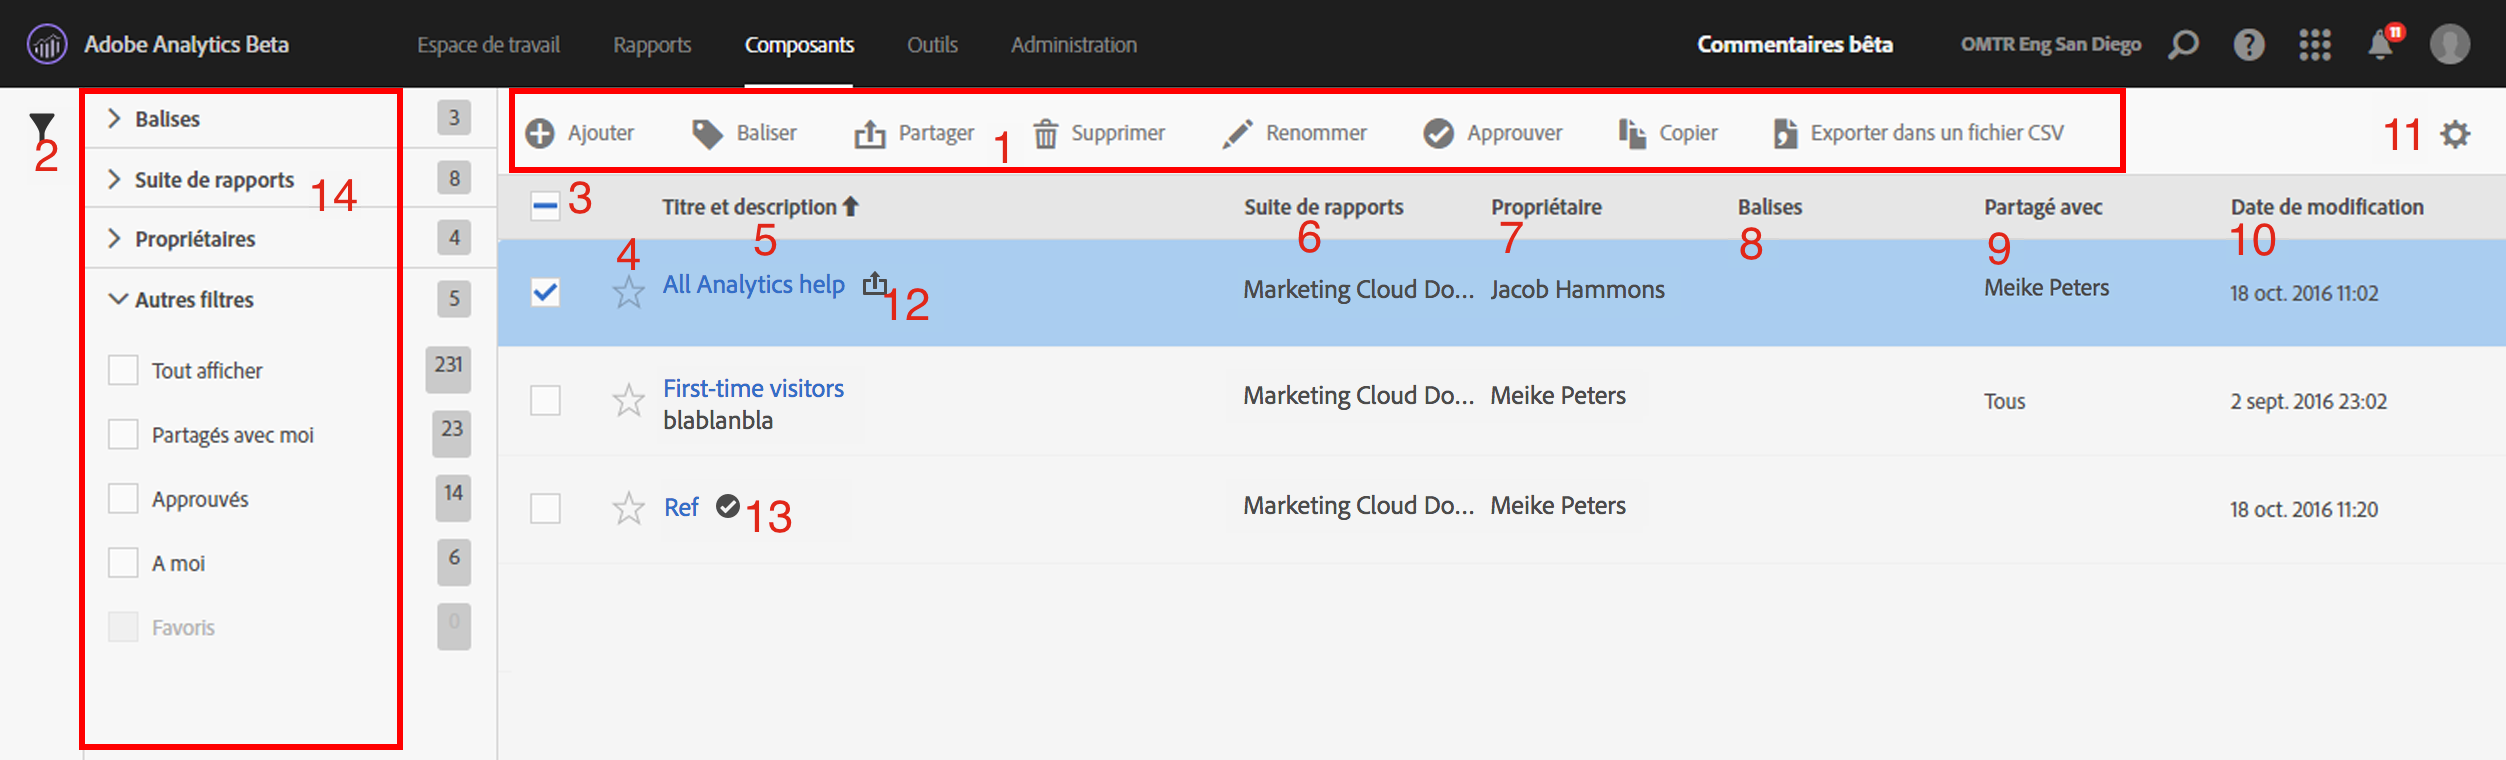 Adobe Analytics Beta Espace de travail Rapports Composants Outils Administration Commentaires bêta OMTR Eng San Diego ? 11
2
Balises 3
Suite de rapports 8
14
Propriétaires 4
Autres filtres 5
Tout afficher 231
Partagés avec moi 23
Approuvés 14
A moi 6
Favoris 0
Ajouter Baliser Partager 1 Supprimer Renommer Approuver Copier Exporter dans un fichier CSV 11
3 Titre et description Suite de rapports Propriétaire Balises Partagé avec Date de modification
4 5 6 7 8 9 10
All Analytics help 12 Marketing Cloud Do... Jacob Hammons Meike Peters 18 oct. 2016 11:02
First-time visitors Marketing Cloud Do... Meike Peters Tous 2 sept. 2016 23:02
blablanbla
Ref 13 Marketing Cloud Do... Meike Peters 18 oct. 2016 11:20